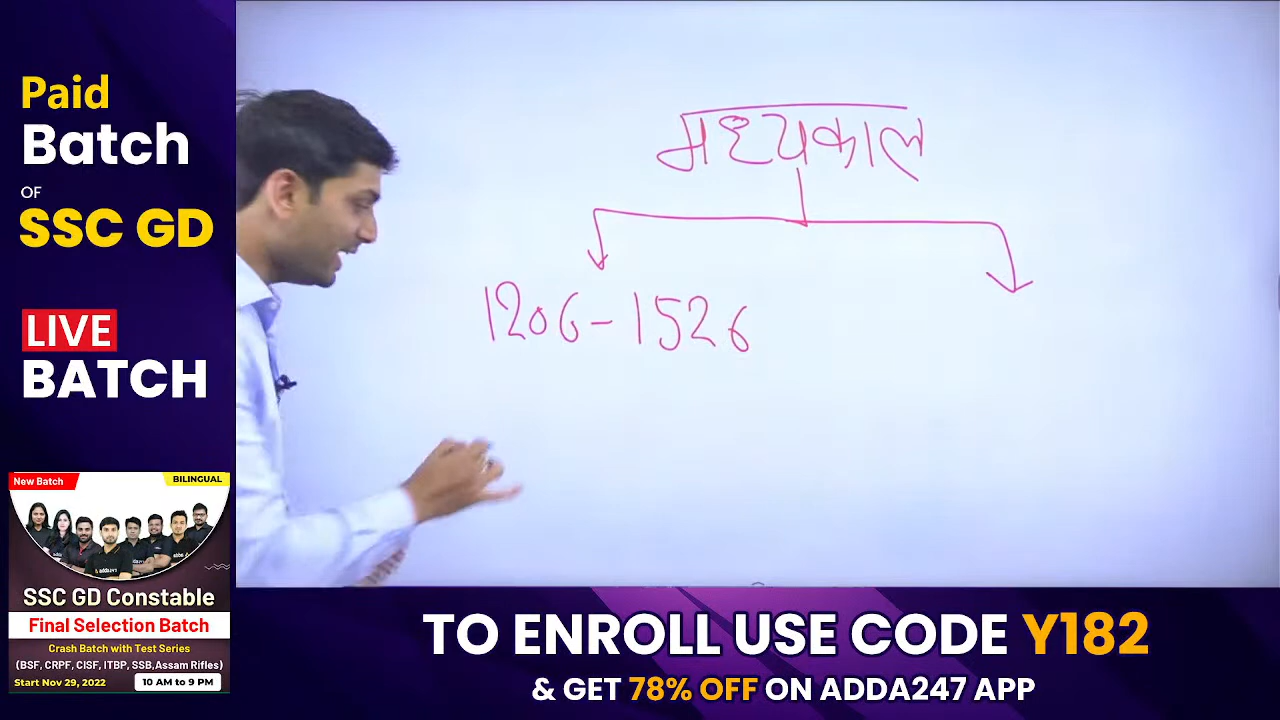 Paid
Batch
OF
SSC GD
LIVE
BATCH
New Batch
BILINGUAL
SSC GD Constable
Final Selection Batch
Crash Batch with Test Series
(BSF, CRPF, CISF, ITBP, SSB,Assam Rifles)
Start Nov 29, 2022
10 AM to 9 PM
मध्यकाल
1206-1526
TO ENROLL USE CODE Y182
& GET 78% OFF ON ADDA247 APP